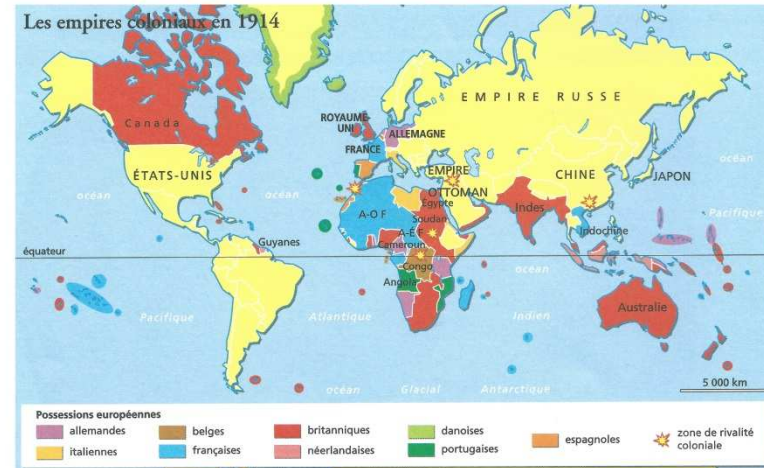 Les empires coloniaux en 1914
EMPIRE RUSSE
Canada
ROYAUME-
UNI
ALLEMAGNE
FRANCE
ÉTATS-UNIS
EMPIRE
OTTOMAN
CHINE
JAPON
océan
océan
océan
Pacifique
A-O F
Égypte
Soudan
Indes
Indochine
Guyanes
A-É F
Cameroun
équateur
Congo
océan
Angola
Pacifique
Atlantique
Indien
Australie
océan
Glacial
Antarctique
5 000 km
Possessions européennes
allemandes
belges
britanniques
danoises
espagnoles
zone de rivalité
coloniale
italiennes
françaises
néerlandaises
portugaises